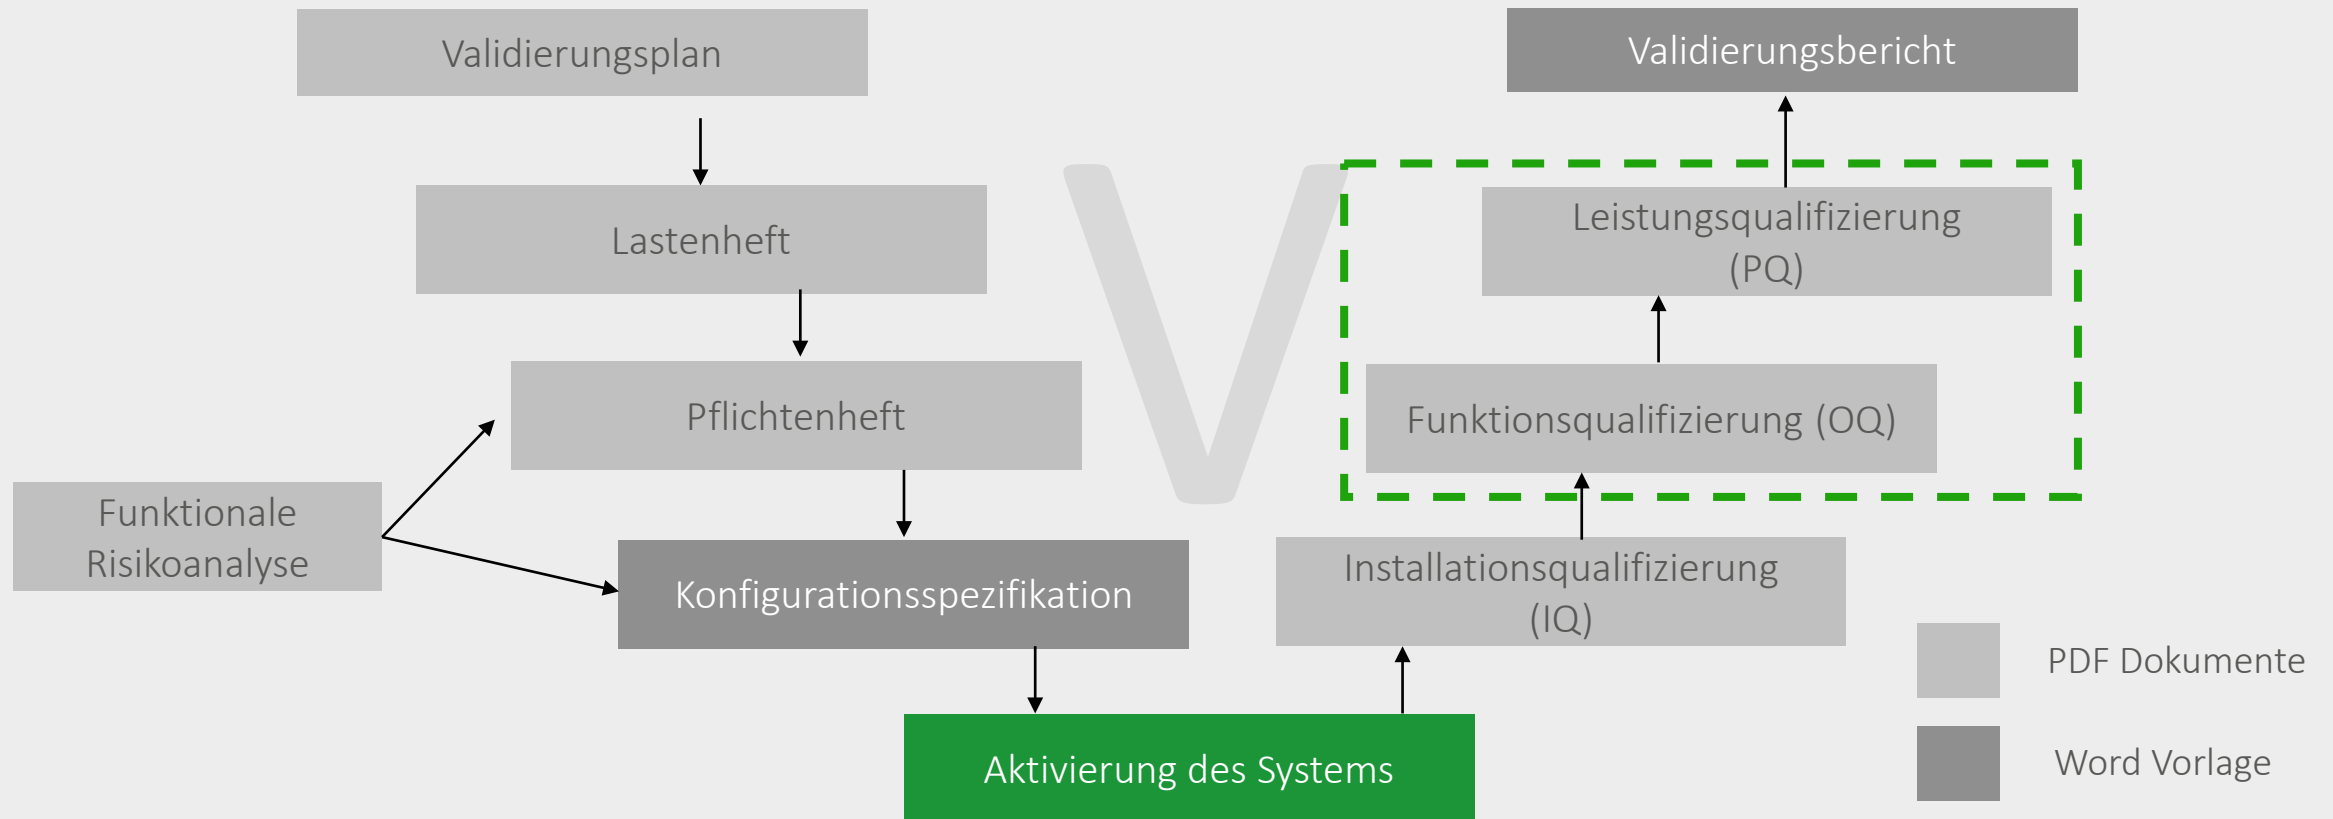 Validierungsplan
Lastenheft
Pflichtenheft
Funktionale
Risikoanalyse
Konfigurationsspezifikation
Aktivierung des Systems
V
Validierungsbericht
Leistungsqualifizierung
(PQ)
Funktionsqualifizierung (OQ)
Installationsqualifizierung
(IQ)
PDF Dokumente
Word Vorlage